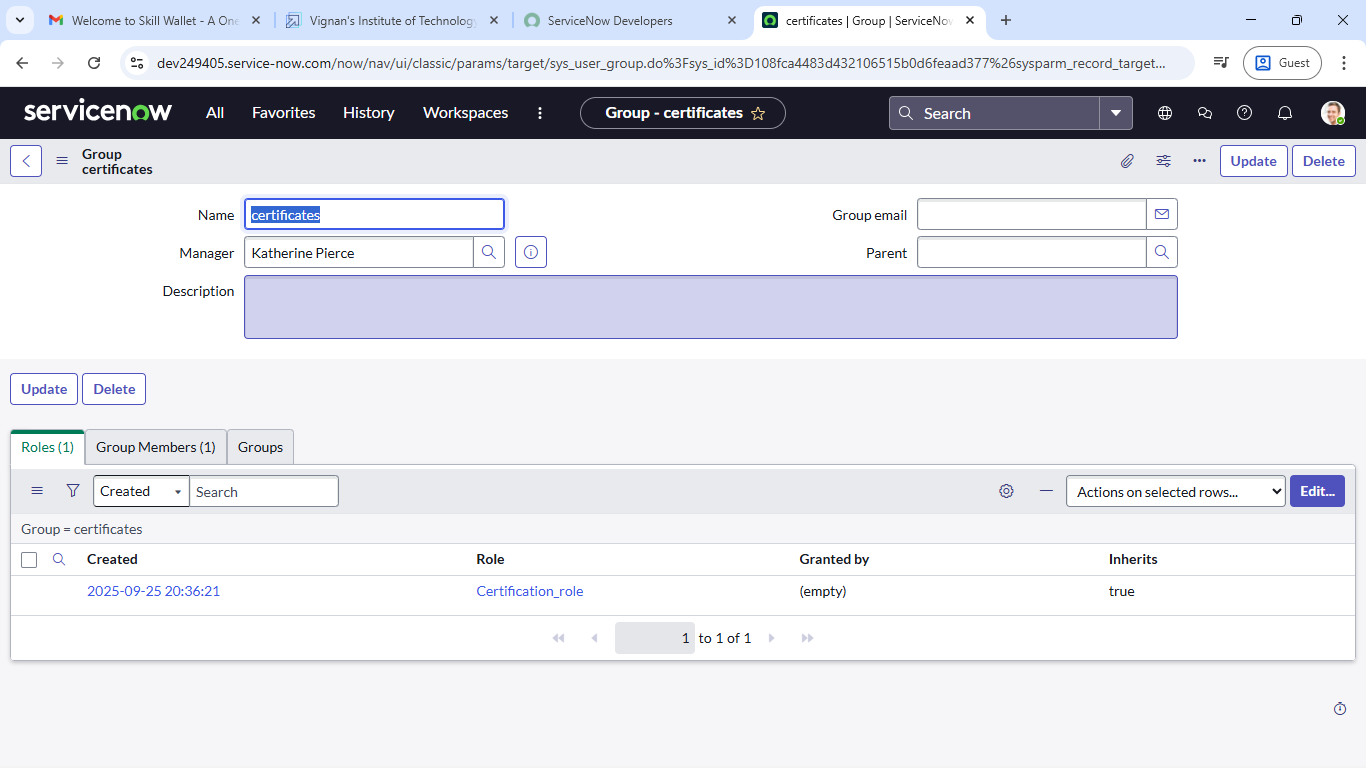 Welcome to Skill Wallet - A One
Vignan's Institute of Technology
ServiceNow Developers
certificates | Group | ServiceNow
dev249405.service-now.com/now/nav/ui/classic/params/target/sys_user_group.do%3Fsys_id%3D108fca4483d432106515b0d6feaad377%26sysparm_record_target...
Guest
servicenow
All
Favorites
History
Workspaces
Group - certificates
Search
Group
certificates
Update
Delete
Name
certificates
Group email
Manager
Katherine Pierce
Parent
Description
Update
Delete
Roles (1)
Group Members (1)
Groups
Created
Search
Actions on selected rows...
Edit...
Group = certificates
Created
Role
Granted by
Inherits
2025-09-25 20:36:21
Certification_role
(empty)
true
1 to 1 of 1